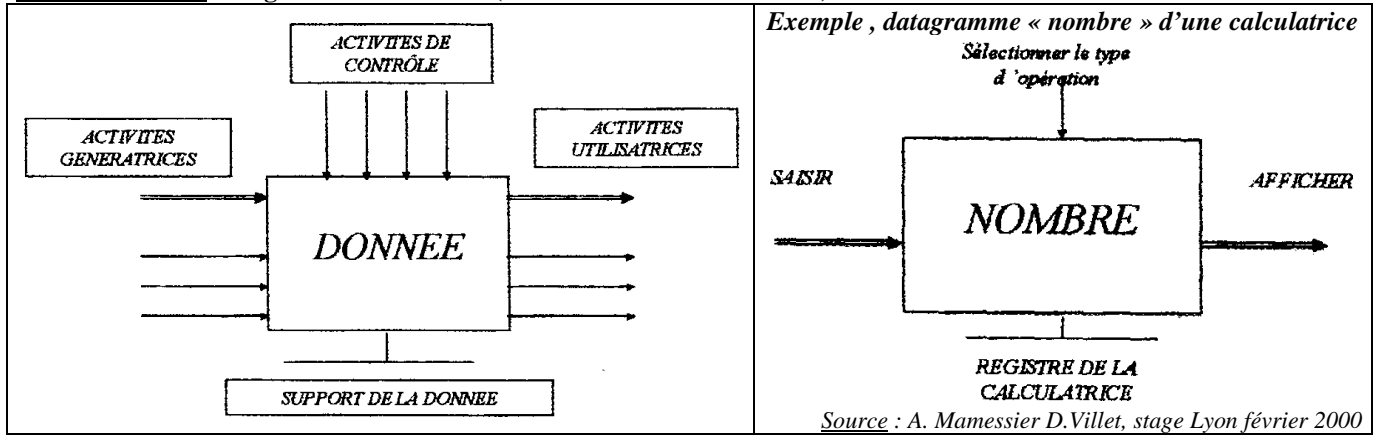 ACTIVITES DE
CONTRÔLE
ACTIVITES
GENERATRICES
ACTIVITES
UTILISATRICES
DONNEE
SUPPORT DE LA DONNEE
Exemple , datagramme « nombre » d’une calculatrice
Sélectionner le type
d ’opération
SAISIR
AFFICHER
NOMBRE
REGISTRE DE LA
CALCULATRICE
Source : A. Mamessier D.Villet, stage Lyon février 2000